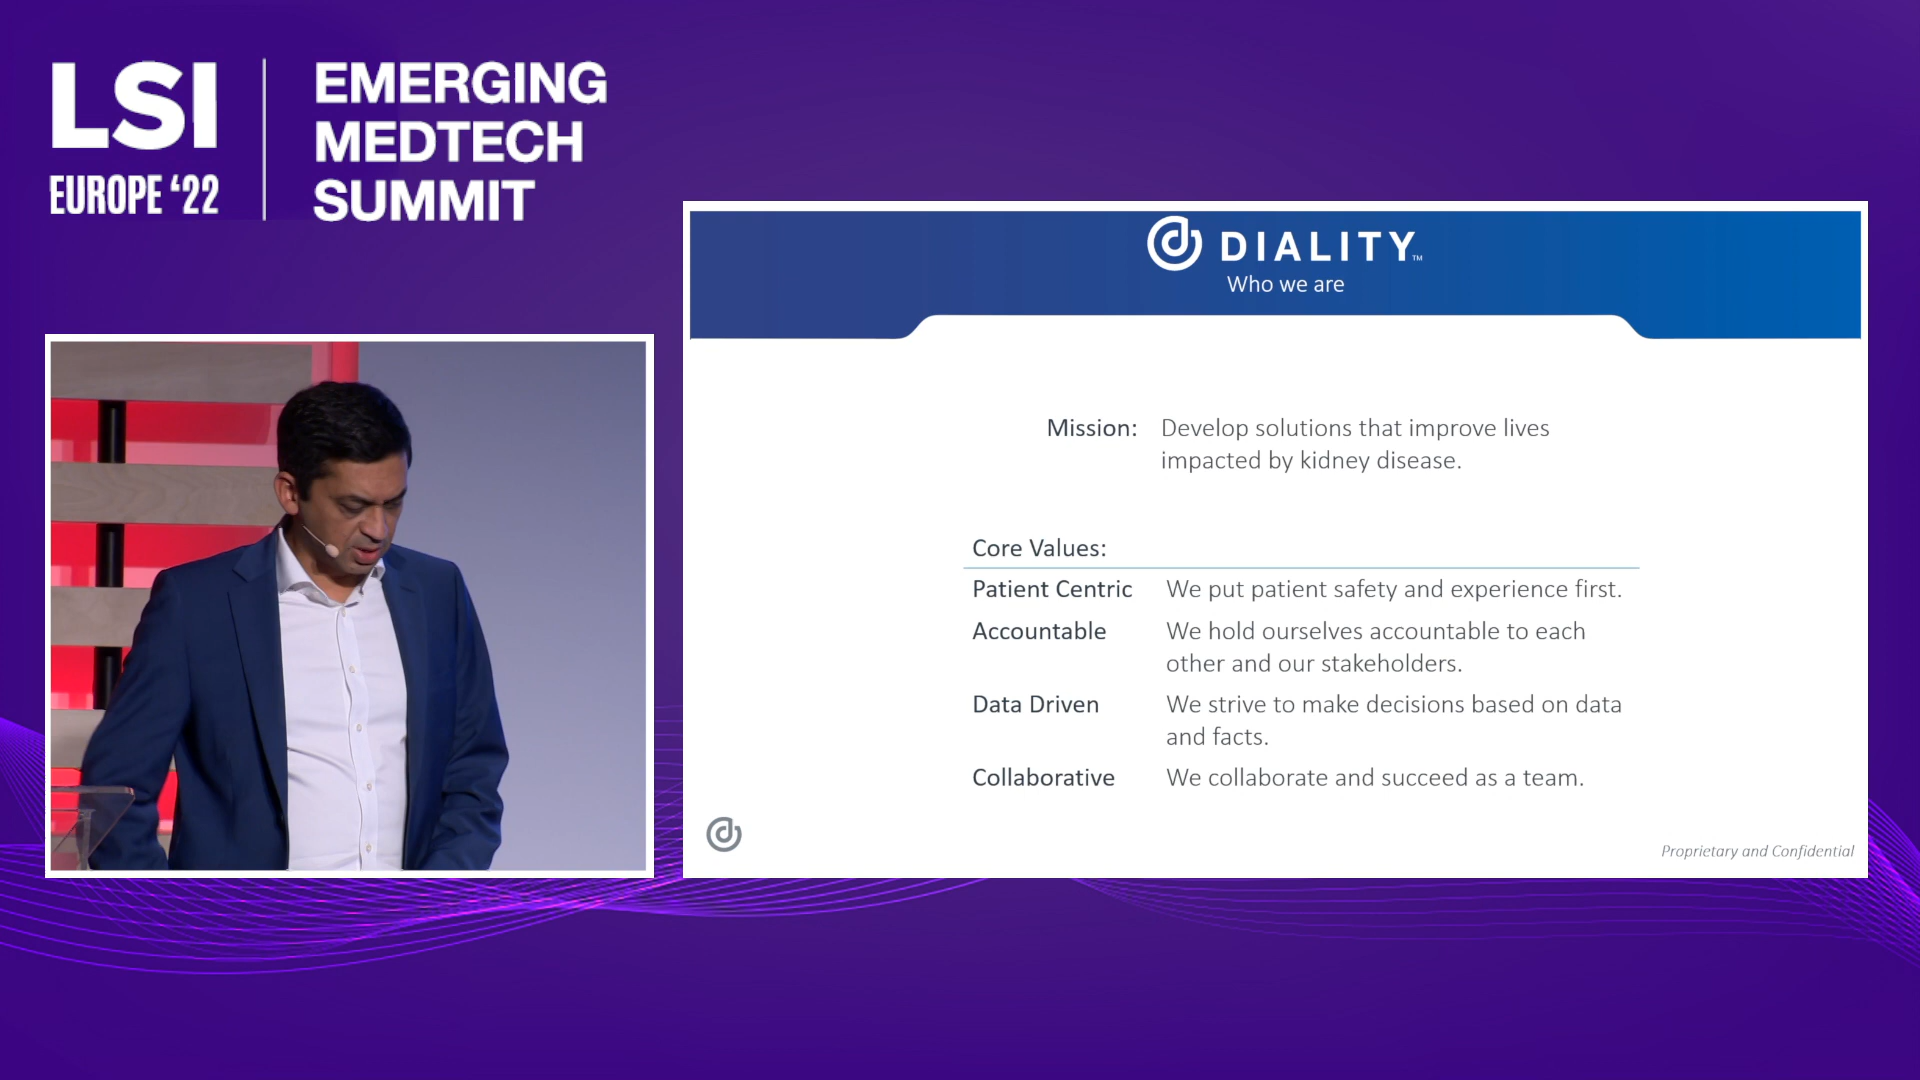 LSI
EUROPE ‘22
EMERGING
MEDTECH
SUMMIT
DIALITY™
Who we are
Mission: Develop solutions that improve lives
impacted by kidney disease.
Core Values:
Patient Centric We put patient safety and experience first.
Accountable We hold ourselves accountable to each
other and our stakeholders.
Data Driven We strive to make decisions based on data
and facts.
Collaborative We collaborate and succeed as a team.
Proprietary and Confidential